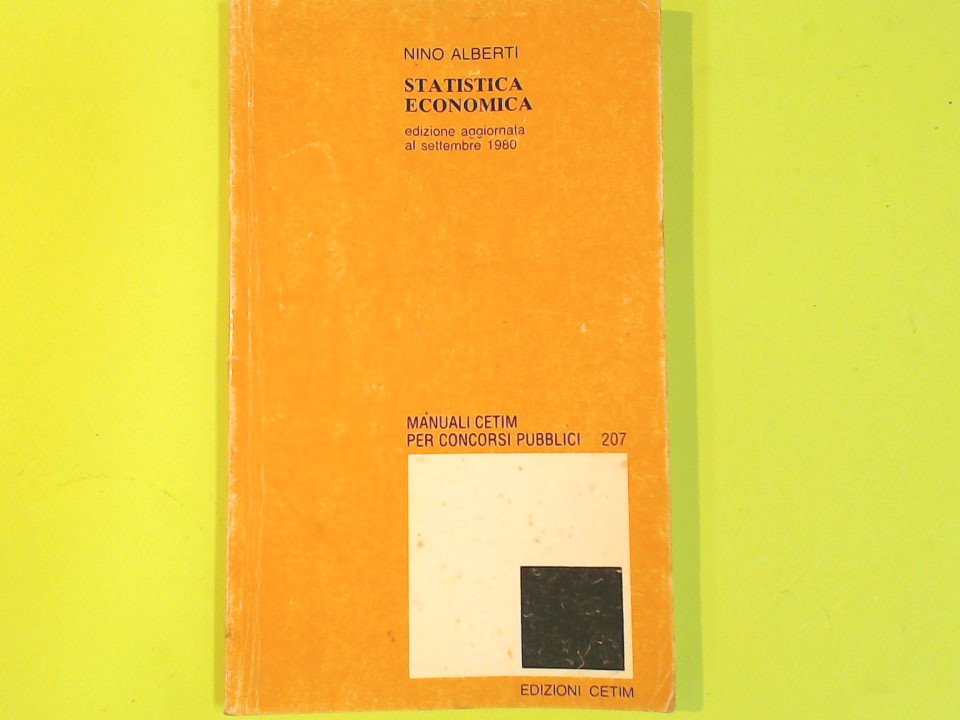 NINO ALBERTI
STATISTICA
ECONOMICA
edizione aggiornata
al settembre 1980
MANUALI CETIM
PER CONCORSI PUBBLICI 207
EDIZIONI CETIM